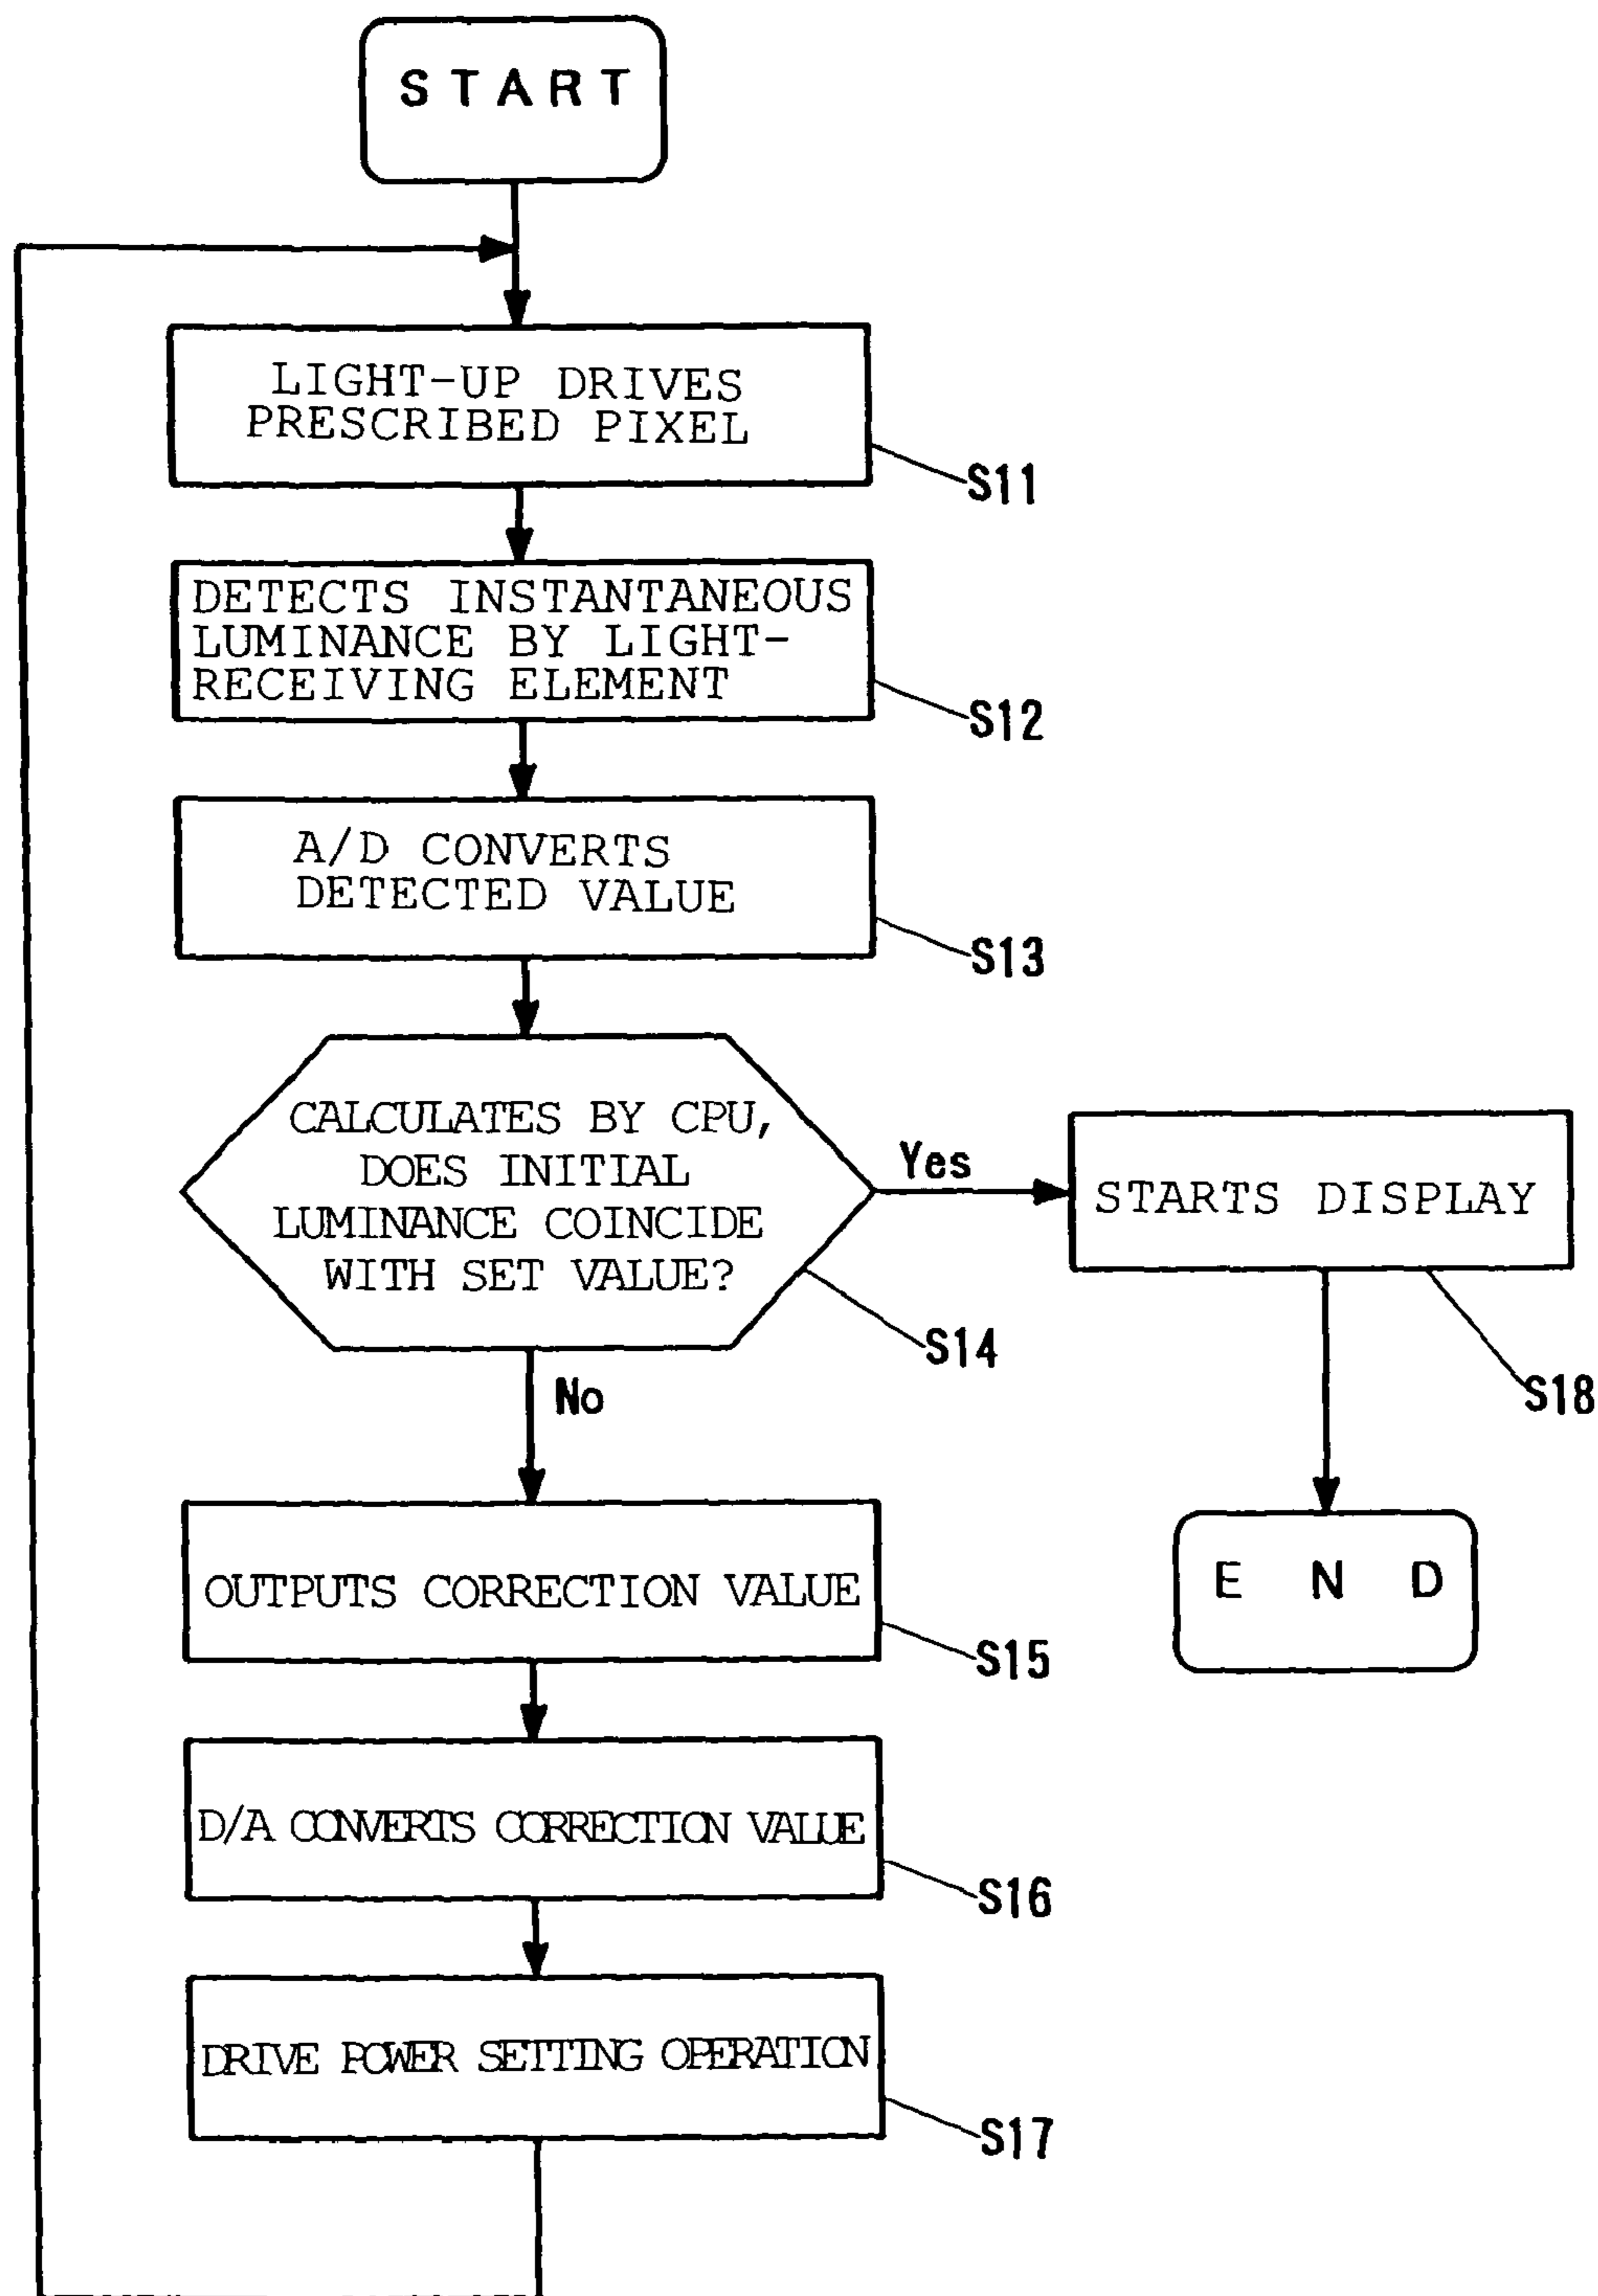 START
LIGHT-UP DRIVES
PRESCRIBED PIXEL
S11
DETECTS INSTANTANEOUS
LUMINANCE BY LIGHT-
RECEIVING ELEMENT
S12
A/D CONVERTS
DETECTED VALUE
S13
CALCULATES BY CPU,
DOES INITIAL
LUMINANCE COINCIDE
WITH SET VALUE?
S14
Yes
STARTS DISPLAY
S18
END
No
OUTPUTS CORRECTION VALUE
S15
D/A CONVERTS CORRECTION VALUE
S16
DRIVE POWER SETTING OPERATION
S17